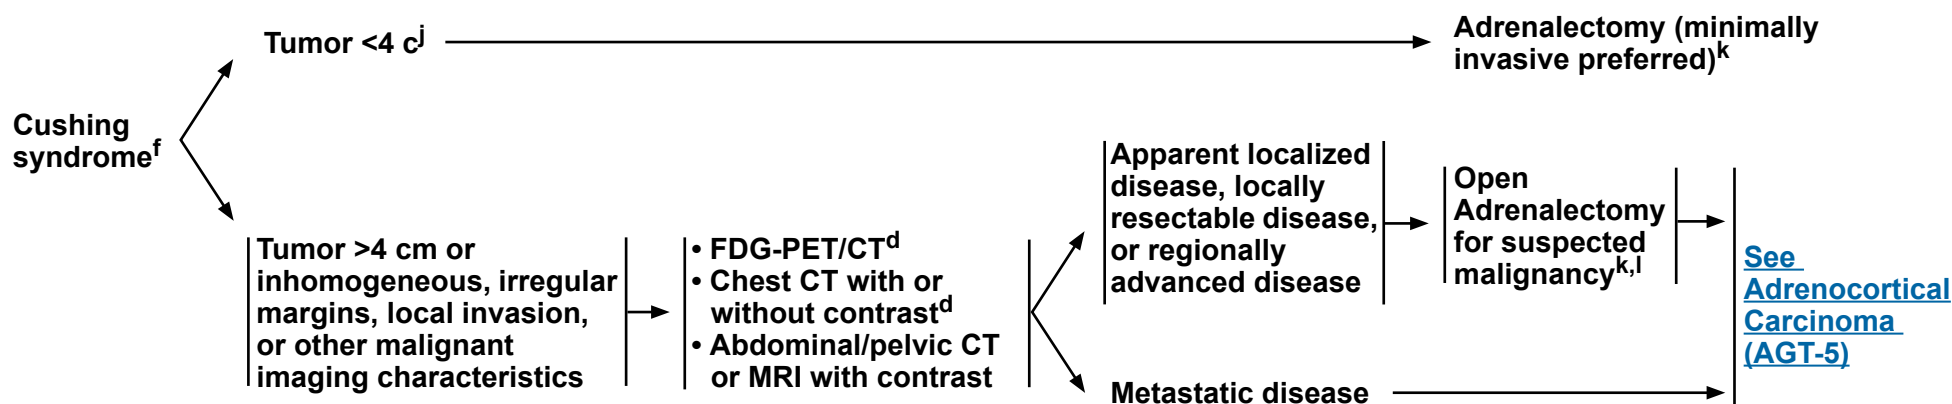 Cushing
syndromef
Tumor <4 cj
Adrenalectomy (minimally
invasive preferred)k
Tumor >4 cm or
inhomogeneous, irregular
margins, local invasion,
or other malignant
imaging characteristics
• FDG-PET/CTd
• Chest CT with or
without contrastd
• Abdominal/pelvic CT
or MRI with contrast
Apparent localized
disease, locally
resectable disease,
or regionally
advanced disease
Open
Adrenalectomy
for suspected
malignancyk,l
Metastatic disease
See
Adrenocortical
Carcinoma
(AGT-5)